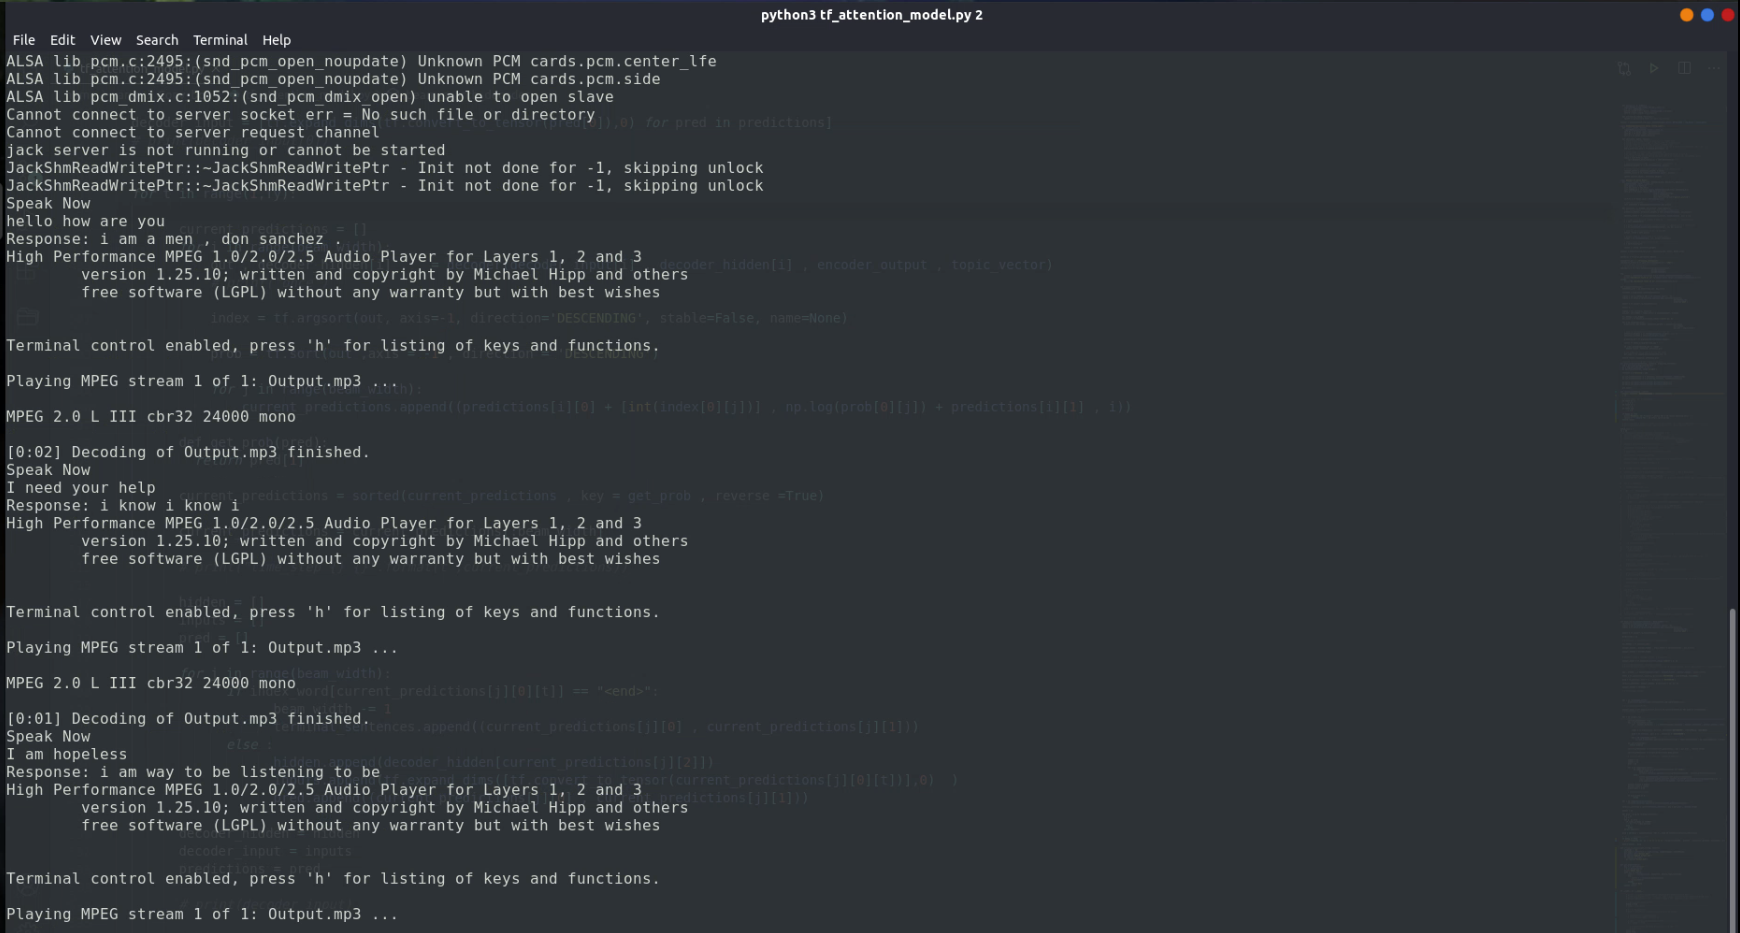 python3 tf_attention_model.py 2
File Edit View Search Terminal Help
ALSA lib pcm.c:2495:(snd_pcm_open_noupdate) Unknown PCM cards.pcm.center_lfe
ALSA lib pcm.c:2495:(snd_pcm_open_noupdate) Unknown PCM cards.pcm.side
ALSA lib pcm_dmix.c:1052:(snd_pcm_dmix_open) unable to open slave
Cannot connect to server socket err = No such file or directory
Cannot connect to server request channel
jack server is not running or cannot be started
JackShmReadWritePtr::~JackShmReadWritePtr - Init not done for -1, skipping unlock
JackShmReadWritePtr::~JackShmReadWritePtr - Init not done for -1, skipping unlock
Speak Now
hello how are you
Response: i am a men , don sanchez .
High Performance MPEG 1.0/2.0/2.5 Audio Player for Layers 1, 2 and 3
version 1.25.10; written and copyright by Michael Hipp and others
free software (LGPL) without any warranty but with best wishes
Terminal control enabled, press 'h' for listing of keys and functions.
Playing MPEG stream 1 of 1: Output.mp3 ...
MPEG 2.0 L III cbr32 24000 mono
[0:02] Decoding of Output.mp3 finished.
Speak Now
I need your help
Response: i know i know i
High Performance MPEG 1.0/2.0/2.5 Audio Player for Layers 1, 2 and 3
version 1.25.10; written and copyright by Michael Hipp and others
free software (LGPL) without any warranty but with best wishes
Terminal control enabled, press 'h' for listing of keys and functions.
Playing MPEG stream 1 of 1: Output.mp3 ...
MPEG 2.0 L III cbr32 24000 mono
[0:01] Decoding of Output.mp3 finished.
Speak Now
I am hopeless
Response: i am way to be listening to be
High Performance MPEG 1.0/2.0/2.5 Audio Player for Layers 1, 2 and 3
version 1.25.10; written and copyright by Michael Hipp and others
free software (LGPL) without any warranty but with best wishes
Terminal control enabled, press 'h' for listing of keys and functions.
Playing MPEG stream 1 of 1: Output.mp3 ...